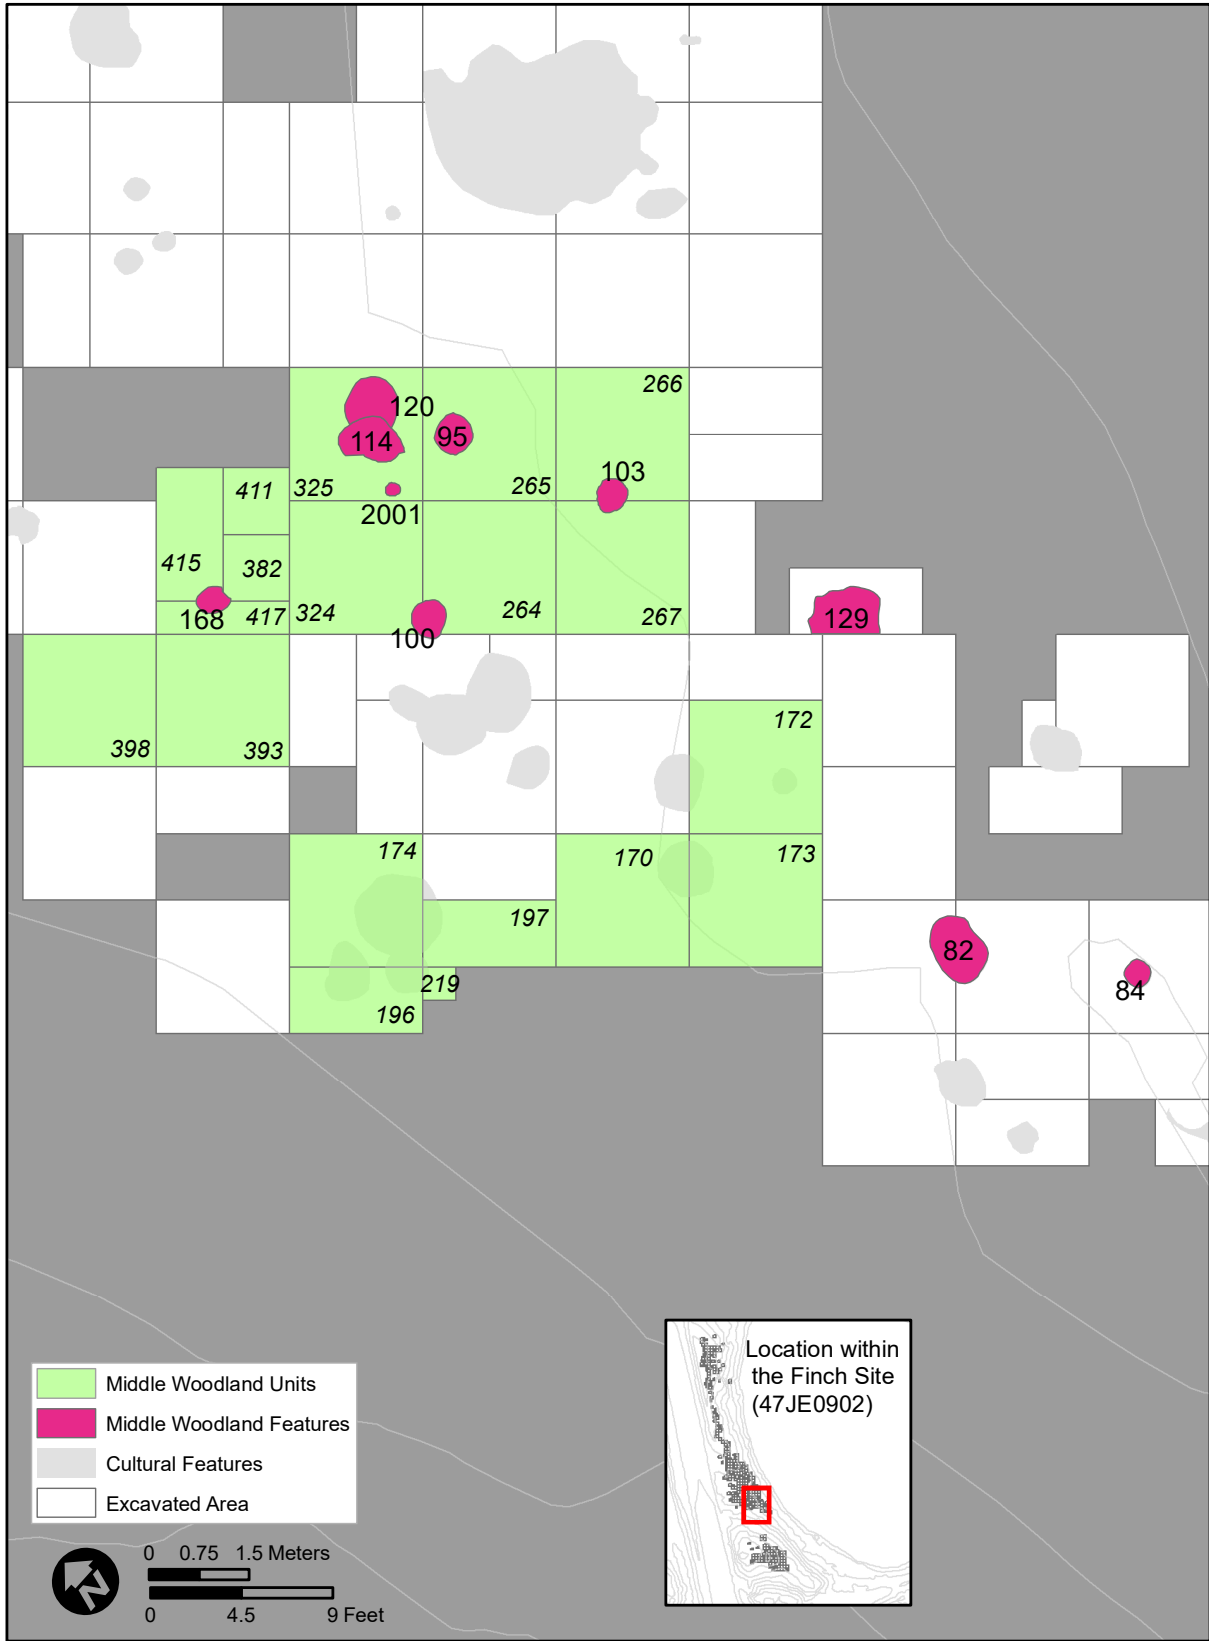 266
120
114
95
103
411
325
265
2001
415
382
168
417
324
264
267
100
129
172
398
393
174
170
173
197
82
219
84
196
Location within
the Finch Site
(47JE0902)
Middle Woodland Units
Middle Woodland Features
Cultural Features
Excavated Area
N
0 0.75 1.5 Meters
0 4.5 9 Feet